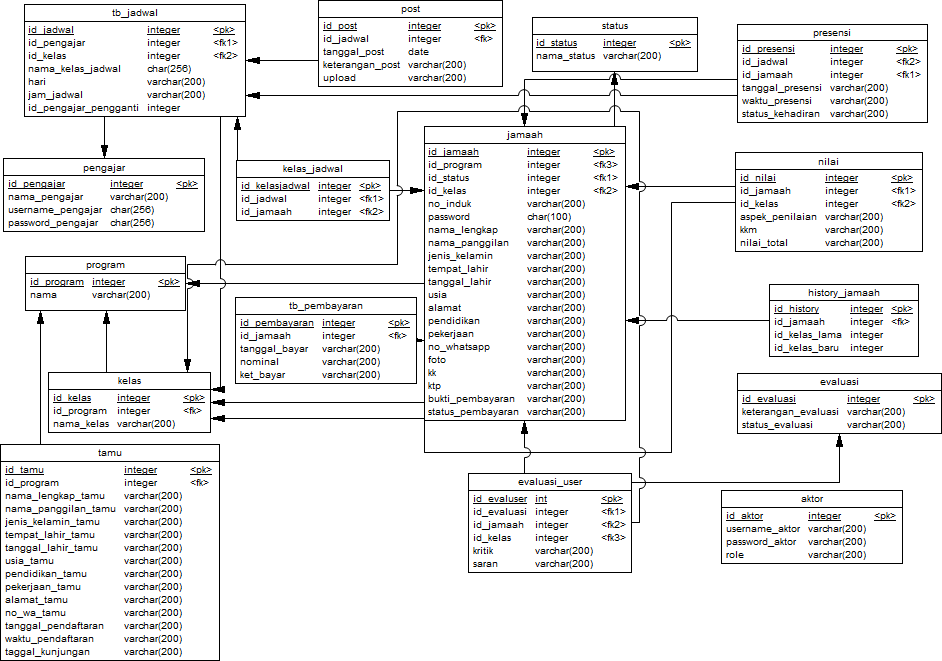 tb_jadwal
id_jadwal integer <pk>
id_pengajar integer <fk1>
id_kelas integer <fk2>
nama_kelas_jadwal char(256)
hari varchar(200)
jam_jadwal varchar(200)
id_pengajar_pengganti integer
post
id_post integer <pk>
id_jadwal integer <fk>
tanggal_post date
keterangan_post varchar(200)
upload varchar(200)
status
id_status integer <pk>
nama_status varchar(200)
presensi
id_presensi integer <pk>
id_jadwal integer <fk2>
id_jamaah integer <fk1>
tanggal_presensi varchar(200)
waktu_presensi varchar(200)
status_kehadiran varchar(200)
pengajar
id_pengajar integer <pk>
nama_pengajar varchar(200)
username_pengajar char(256)
password_pengajar char(256)
kelas_jadwal
id_kelasjadwal integer <pk>
id_jadwal integer <fk1>
id_jamaah integer <fk2>
jamaah
id_jamaah integer <pk>
id_program integer <fk3>
id_status integer <fk1>
id_kelas integer <fk2>
no_induk varchar(200)
password char(100)
nama_lengkap varchar(200)
nama_panggilan varchar(200)
jenis_kelamin varchar(200)
tempat_lahir varchar(200)
tanggal_lahir varchar(200)
usia varchar(200)
alamat varchar(200)
pendidikan varchar(200)
pekerjaan varchar(200)
no_whatsapp varchar(200)
foto varchar(200)
kk varchar(200)
ktp varchar(200)
bukti_pembayaran varchar(200)
status_pembayaran varchar(200)
nilai
id_nilai integer <pk>
id_jamaah integer <fk1>
id_kelas integer <fk2>
aspek_penilaian varchar(200)
kkm varchar(200)
nilai_total varchar(200)
program
id_program integer <pk>
nama varchar(200)
tb_pembayaran
id_pembayaran integer <pk>
id_jamaah integer <fk>
tanggal_bayar varchar(200)
nominal varchar(200)
ket_bayar varchar(200)
history_jamaah
id_history integer <pk>
id_jamaah integer <fk>
id_kelas_lama integer
id_kelas_baru integer
kelas
id_kelas integer <pk>
id_program integer <fk>
nama_kelas varchar(200)
evaluasi
id_evaluasi integer <pk>
keterangan_evaluasi varchar(200)
status_evaluasi varchar(200)
tamu
id_tamu integer <pk>
id_program integer <fk>
nama_lengkap_tamu varchar(200)
nama_panggilan_tamu varchar(200)
jenis_kelamin_tamu varchar(200)
tempat_lahir_tamu varchar(200)
tanggal_lahir_tamu varchar(200)
usia_tamu varchar(200)
pendidikan_tamu varchar(200)
pekerjaan_tamu varchar(200)
alamat_tamu varchar(200)
no_wa_tamu varchar(200)
tanggal_pendaftaran varchar(200)
waktu_pendaftaran varchar(200)
taggal_kunjungan varchar(200)
evaluasi_user
id_evaluser int <pk>
id_evaluasi integer <fk1>
id_jamaah integer <fk2>
id_kelas integer <fk3>
kritik varchar(200)
saran varchar(200)
aktor
id_aktor integer <pk>
username_aktor varchar(200)
password_aktor varchar(200)
role varchar(200)